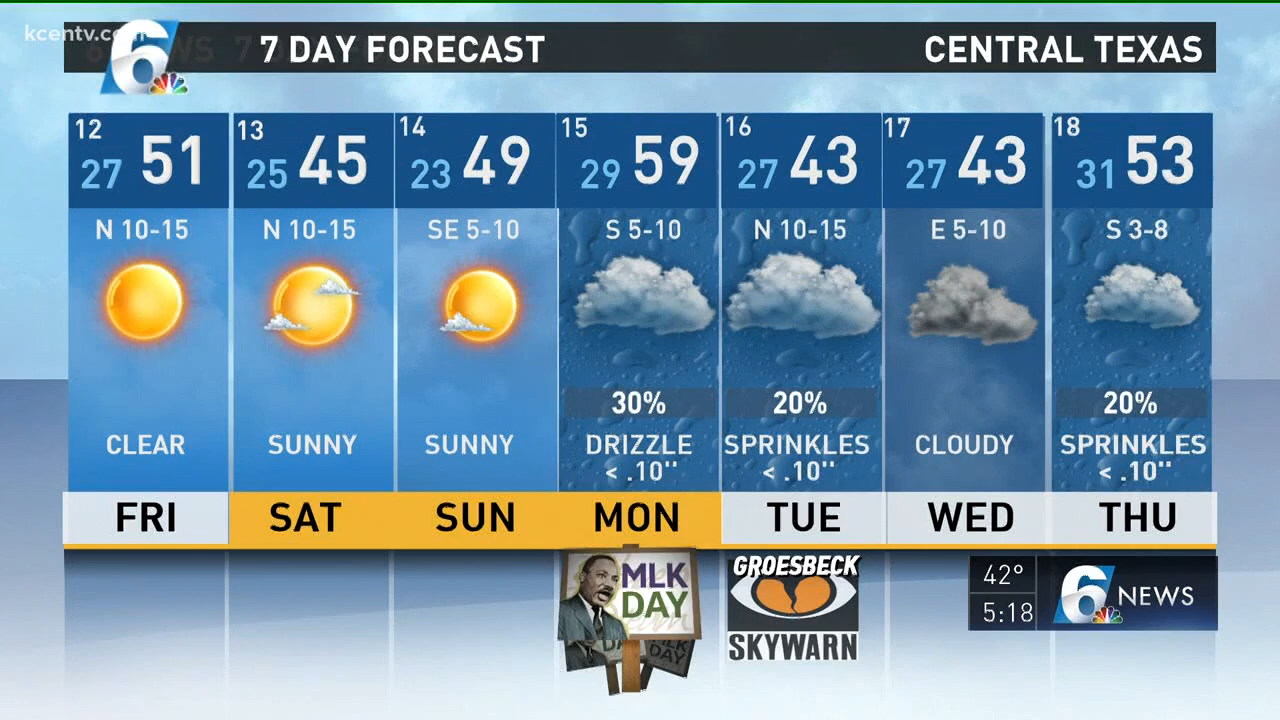 kcentv.com
6
7 DAY FORECAST
CENTRAL TEXAS
12
27 51
N 10-15
CLEAR
FRI
13
25 45
N 10-15
SUNNY
SAT
14
23 49
SE 5-10
SUNNY
SUN
15
29 59
S 5-10
30%
DRIZZLE
< .10"
MON
16
27 43
N 10-15
20%
SPRINKLES
< .10"
TUE
17
27 43
E 5-10
CLOUDY
WED
18
31 53
S 3-8
20%
SPRINKLES
< .10"
THU
MLK
DAY
GROESBECK
SKYWARN
42°
5:18
6 NEWS